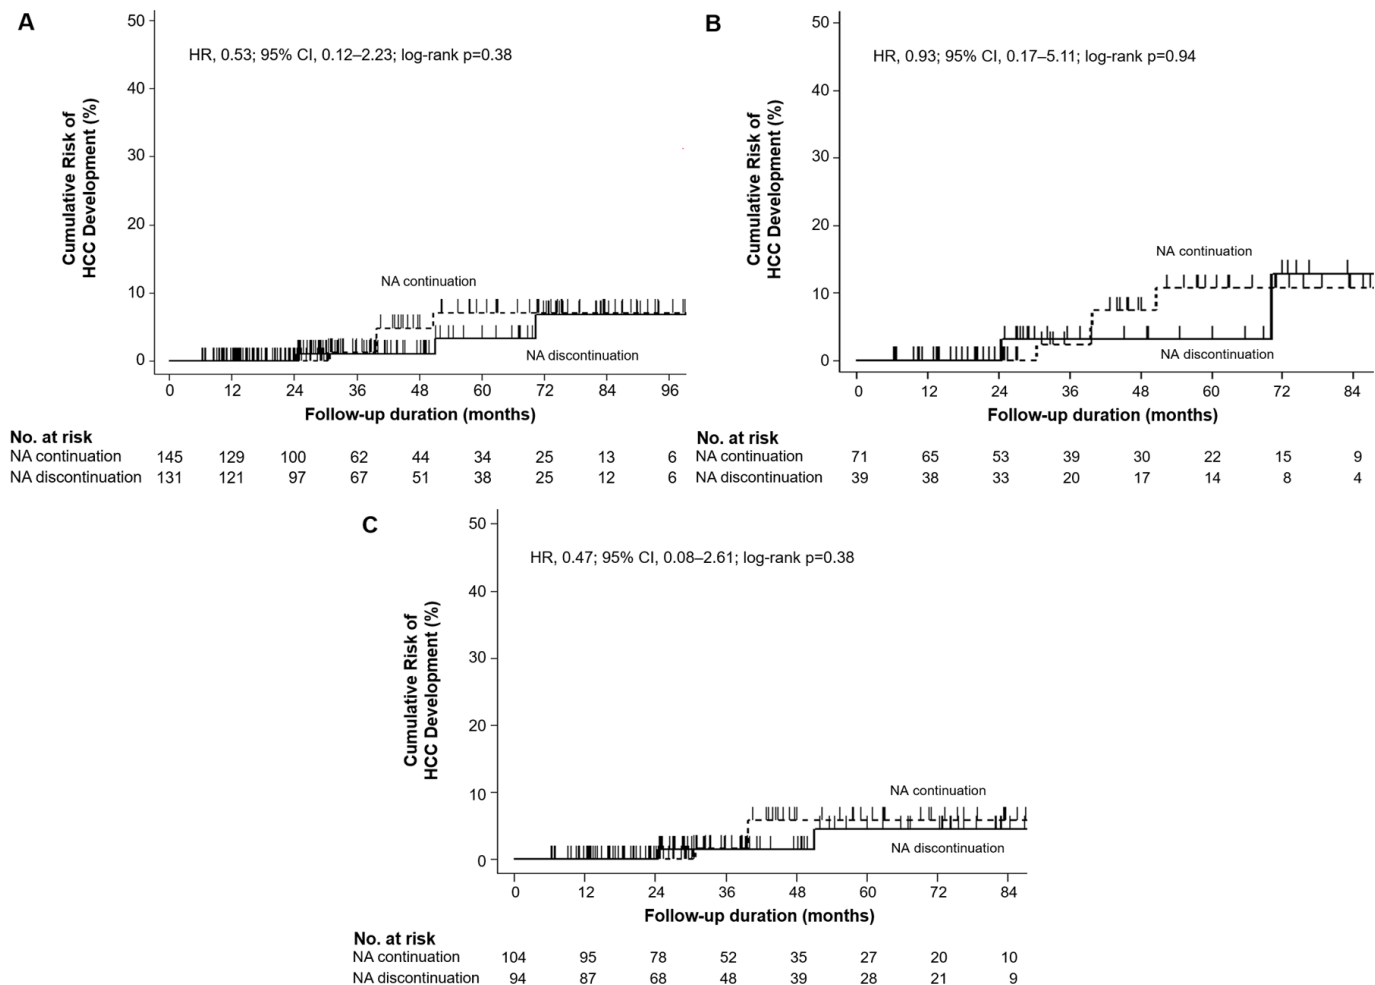 A
50
40
30
20
10
0
Cumulative Risk of
HCC Development (%)
HR, 0.53; 95% CI, 0.12–2.23; log-rank p=0.38
NA continuation
NA discontinuation
0 12 24 36 48 60 72 84 96
Follow-up duration (months)
No. at risk
NA continuation 145 129 100 62 44 34 25 13 6
NA discontinuation 131 121 97 67 51 38 25 12 6
B
50
40
30
20
10
0
Cumulative Risk of
HCC Development (%)
HR, 0.93; 95% CI, 0.17–5.11; log-rank p=0.94
NA continuation
NA discontinuation
0 12 24 36 48 60 72 84
Follow-up duration (months)
No. at risk
NA continuation 71 65 53 39 30 22 15 9
NA discontinuation 39 38 33 20 17 14 8 4
C
50
40
30
20
10
0
Cumulative Risk of
HCC Development (%)
HR, 0.47; 95% CI, 0.08–2.61; log-rank p=0.38
NA continuation
NA discontinuation
0 12 24 36 48 60 72 84
Follow-up duration (months)
No. at risk
NA continuation 104 95 78 52 35 27 20 10
NA discontinuation 94 87 68 48 39 28 21 9